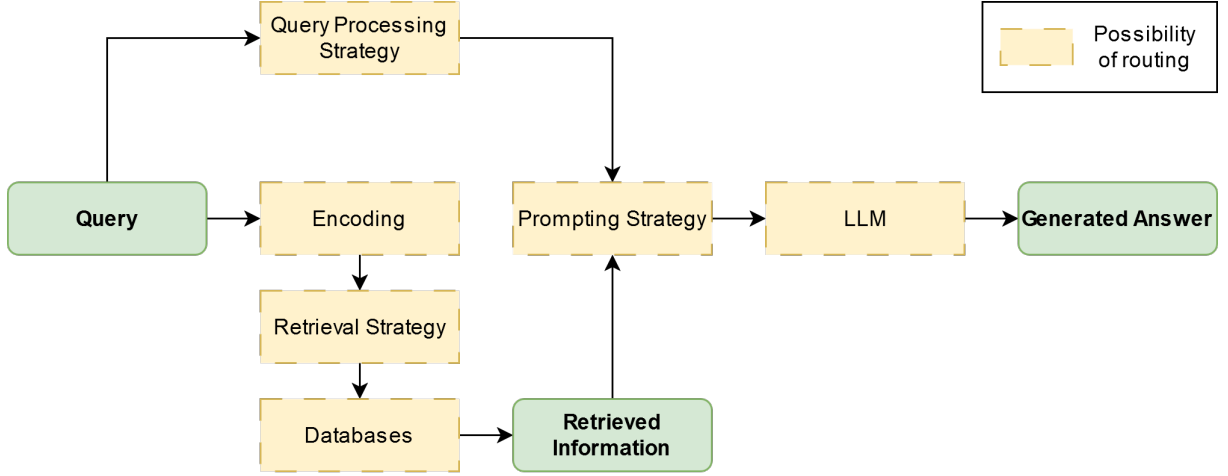 Query Processing
Strategy
Possibility
of routing
Query
Encoding
Prompting Strategy
LLM
Generated Answer
Retrieval Strategy
Databases
Retrieved
Information